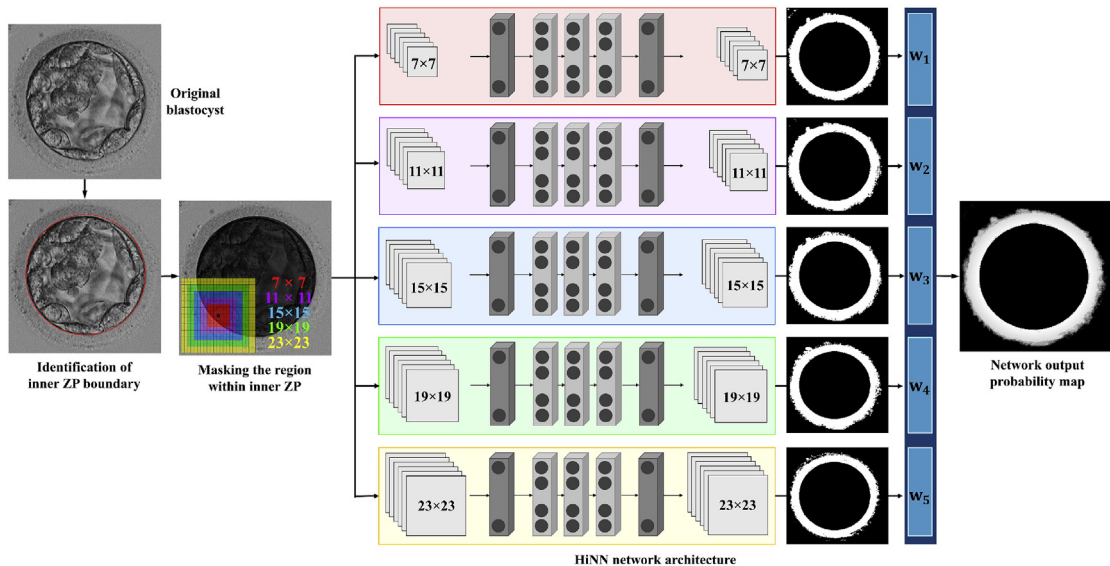 Original
blastocyst
Identification of
inner ZP boundary
7 × 7
11 × 11
15×15
19×19
23×23
Masking the region
within inner ZP
7×7
7×7
W1
11×11
11×11
W2
15×15
15×15
W3
19×19
19×19
W4
23×23
23×23
W5
HiNN network architecture
Network output
probability map